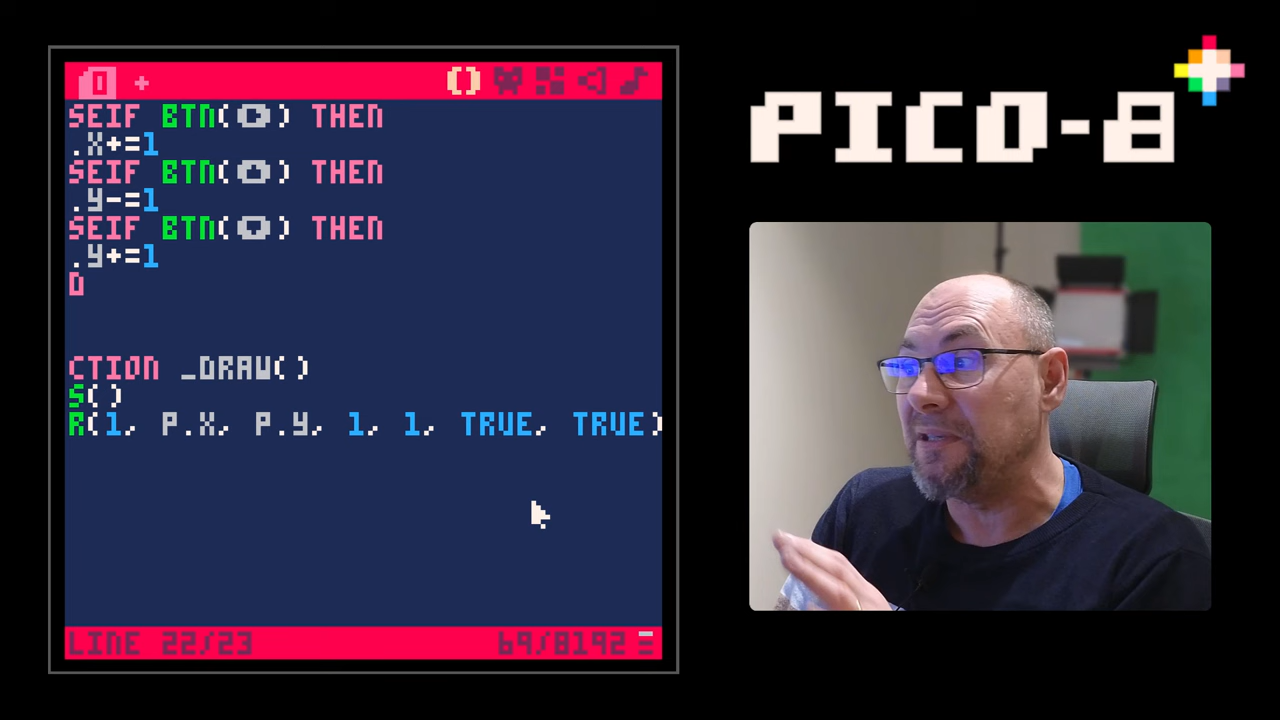 0 +
SEIF BTN(➡️) THEN
.X+=1
SEIF BTN(⬆️) THEN
.Y-=1
SEIF BTN(⬇️) THEN
.Y+=1
D
CTION _DRAW()
S()
R(1, P.X, P.Y, 1, 1, TRUE, TRUE)
LINE 22/23
69/8192
PICO-8